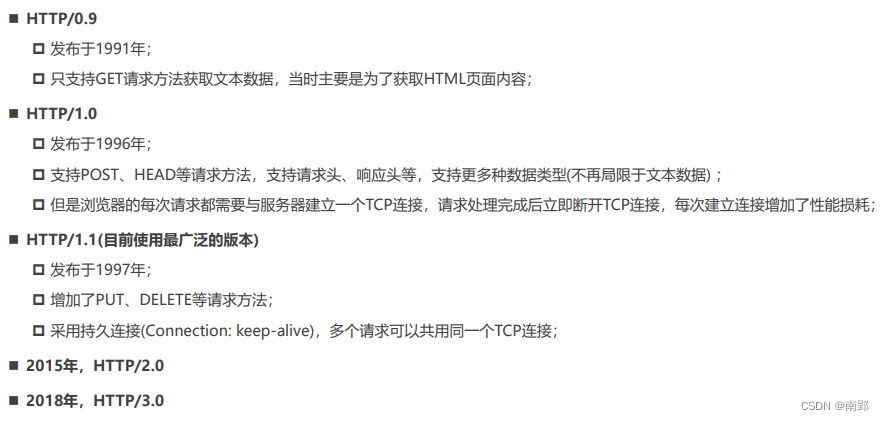 HTTP/0.9
发布于1991年；
只支持GET请求方法获取文本数据，当时主要是为了获取HTML页面内容；
HTTP/1.0
发布于1996年；
支持POST、HEAD等请求方法，支持请求头、响应头等，支持更多种数据类型(不再局限于文本数据) ；
但是浏览器的每次请求都需要与服务器建立一个TCP连接，请求处理完成后立即断开TCP连接，每次建立连接增加了性能损耗；
HTTP/1.1(目前使用最广泛的版本)
发布于1997年；
增加了PUT、DELETE等请求方法；
采用持久连接(Connection: keep-alive)，多个请求可以共用同一个TCP连接；
2015年，HTTP/2.0
2018年，HTTP/3.0
CSDN @南郢